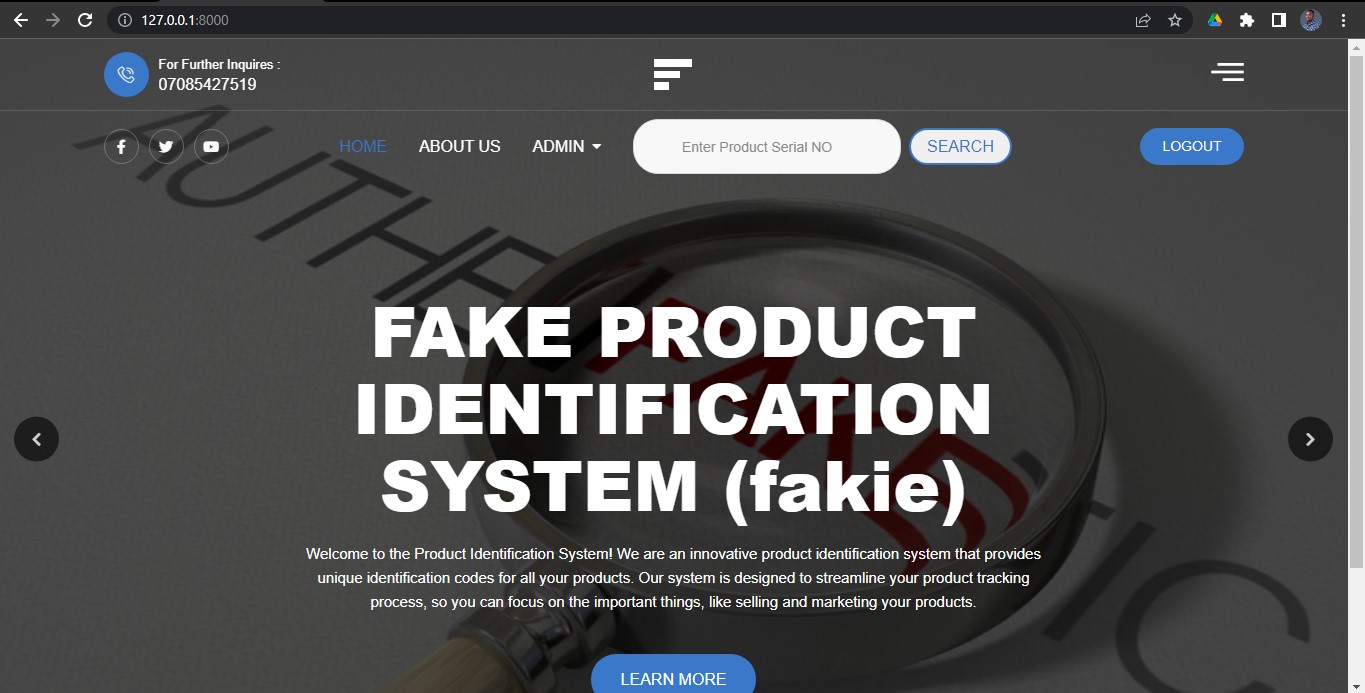 127.0.0.1:8000
For Further Inquires :
07085427519
HOME
ABOUT US
ADMIN
Enter Product Serial NO
SEARCH
LOGOUT
AUTHE
FAKE
TIC
FAKE PRODUCT
IDENTIFICATION
SYSTEM (fakie)
Welcome to the Product Identification System! We are an innovative product identification system that provides
unique identification codes for all your products. Our system is designed to streamline your product tracking
process, so you can focus on the important things, like selling and marketing your products.
LEARN MORE